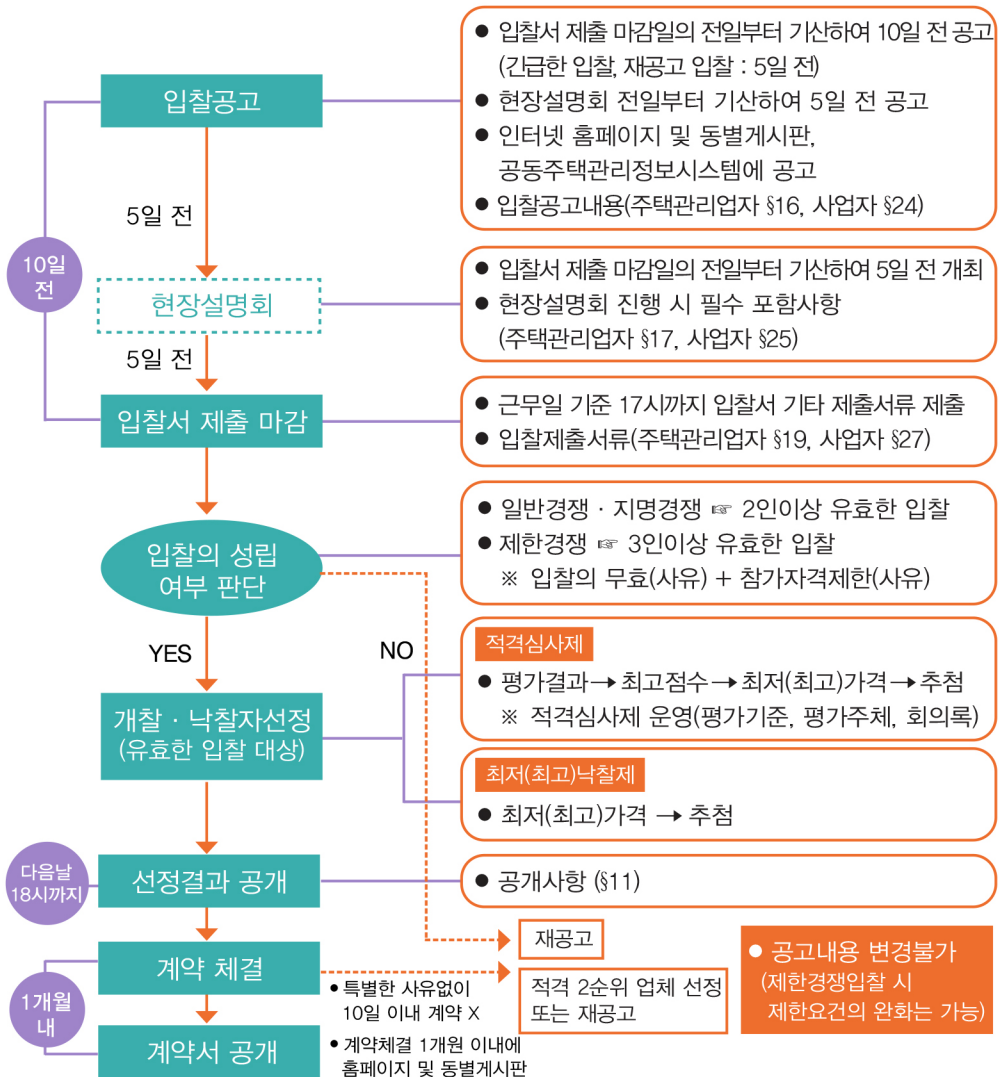 입찰공고
● 입찰서 제출 마감일의 전일부터 기산하여 10일 전 공고
(긴급한 입찰, 재공고 입찰 : 5일 전)
● 현장설명회 전일부터 기산하여 5일 전 공고
● 인터넷 홈페이지 및 동별게시판,
공동주택관리정보시스템에 공고
● 입찰공고내용(주택관리업자 §16, 사업자 §24)
5일 전
10일
전
현장설명회
● 입찰서 제출 마감일의 전일부터 기산하여 5일 전 개최
● 현장설명회 진행 시 필수 포함사항
(주택관리업자 §17, 사업자 §25)
5일 전
입찰서 제출 마감
● 근무일 기준 17시까지 입찰서 기타 제출서류 제출
● 입찰제출서류(주택관리업자 §19, 사업자 §27)
입찰의 성립
여부 판단
● 일반경쟁 · 지명경쟁 ☞ 2인이상 유효한 입찰
● 제한경쟁 ☞ 3인이상 유효한 입찰
※ 입찰의 무효(사유) + 참가자격제한(사유)
YES
NO
개찰 · 낙찰자선정
(유효한 입찰 대상)
적격심사제
● 평가결과→최고점수→최저(최고)가격→추첨
※ 적격심사제 운영(평가기준, 평가주체, 회의록)
최저(최고)낙찰제
● 최저(최고)가격 → 추첨
다음날
18시까지
선정결과 공개
● 공개사항 (§11)
재공고
계약 체결
● 특별한 사유없이
10일 이내 계약 X
적격 2순위 업체 선정
또는 재공고
● 공고내용 변경불가
(제한경쟁입찰 시
제한요건의 완화는 가능)
1개월
내
계약서 공개
● 계약체결 1개원 이내에
홈페이지 및 동별게시판